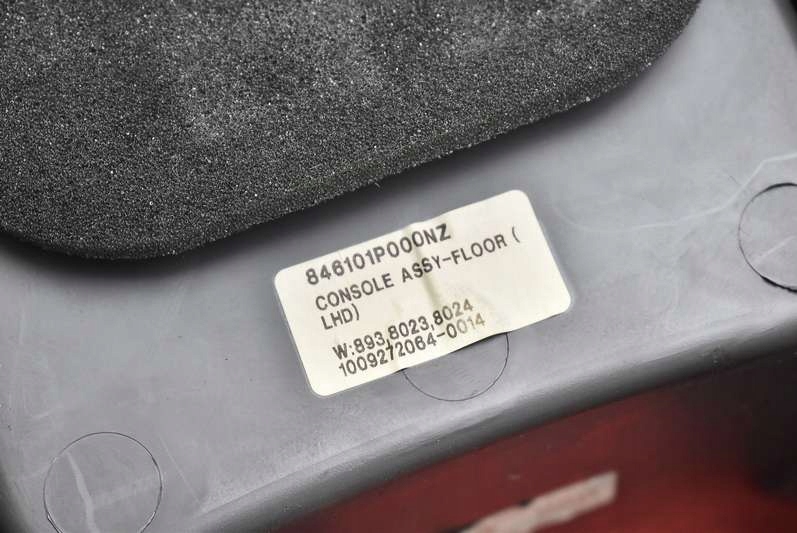 846101P000NZ
CONSOLE ASSY-FLOOR (
LHD)
W:893,8023,8024
1009272064-0014